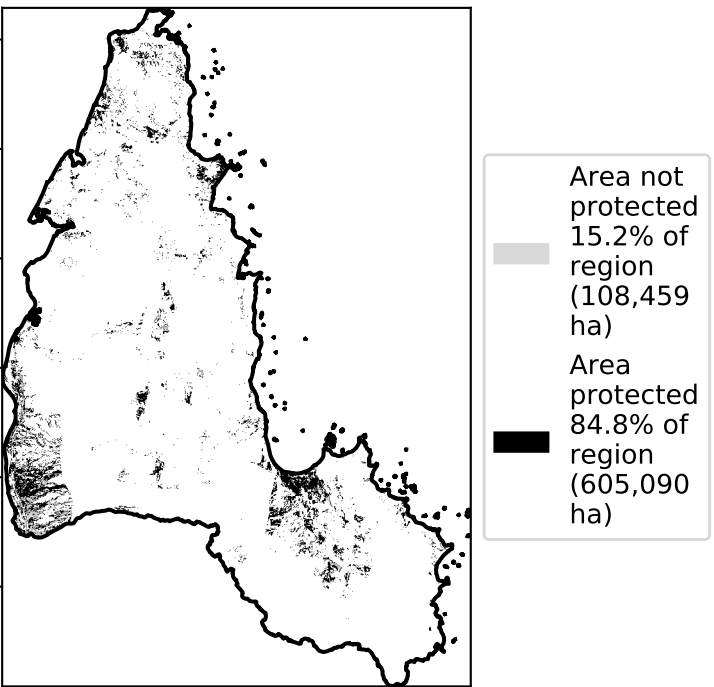 Area not
protected
15.2% of
region
(108,459
ha)
Area
protected
84.8% of
region
(605,090
ha)